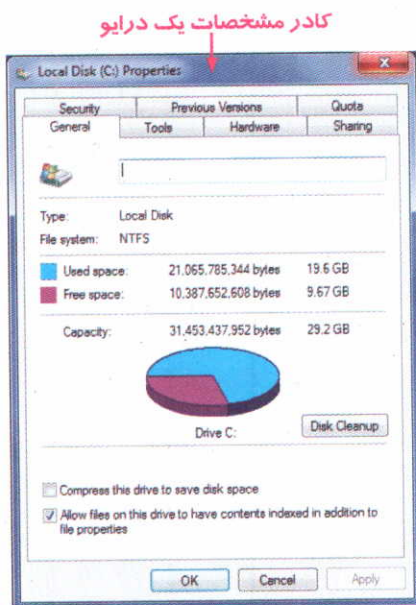 کادر مشخصات یک درایو
Local Disk (C:) Properties
Security Previous Versions Quota
General Tools Hardware Sharing
Type: Local Disk
File system: NTFS
Used space: 21,065,785,344 bytes 19.6 GB
Free space: 10,387,652,608 bytes 9.67 GB
Capacity: 31,453,437,952 bytes 29.2 GB
Drive C: Disk Cleanup
Compress this drive to save disk space
Allow files on this drive to have contents indexed in addition to
file properties
OK Cancel Apply